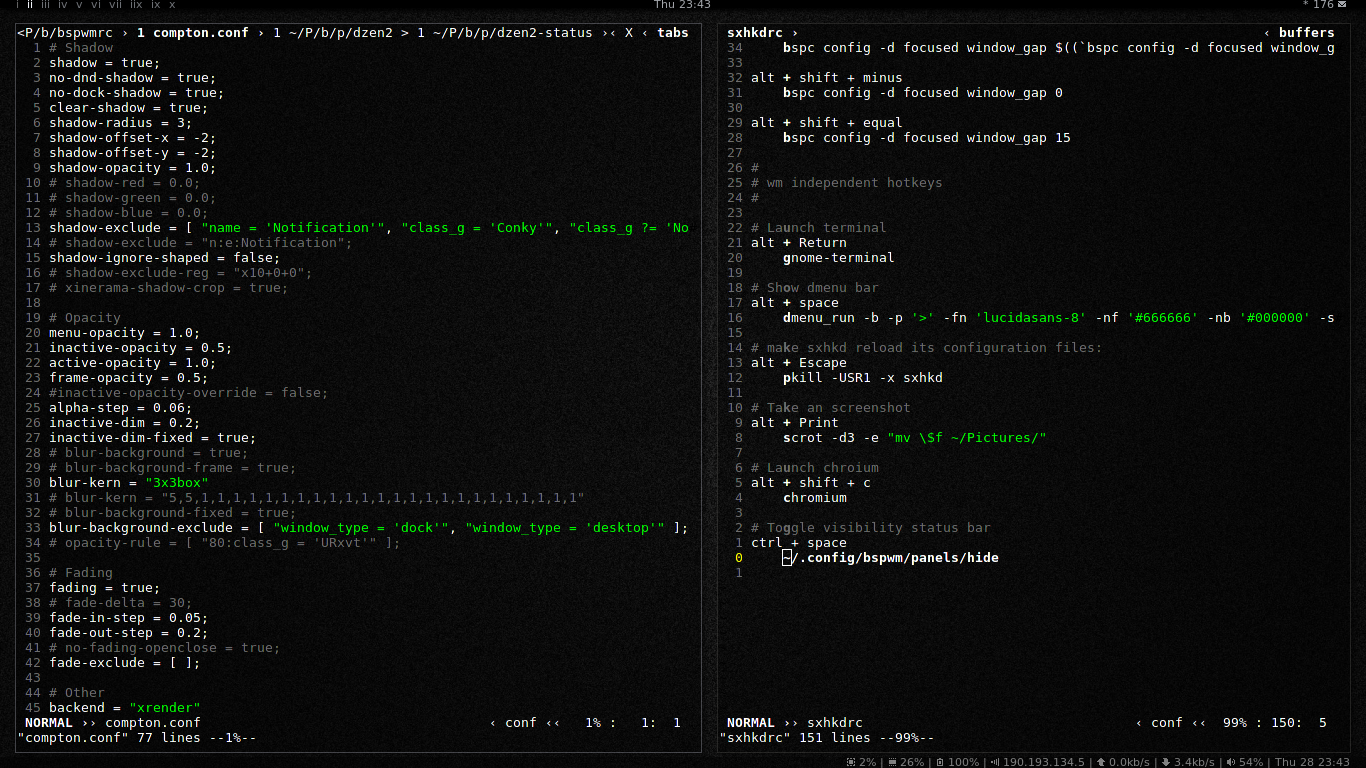 i ii iii iv v vi vii iix ix x
Thu 23:43
* 176
<P/b/bspwmrc › 1 compton.conf › 1 ~/P/b/p/dzen2 > 1 ~/P/b/p/dzen2-status ›‹ X ‹ tabs
1 # Shadow
2 shadow = true;
3 no-dnd-shadow = true;
4 no-dock-shadow = true;
5 clear-shadow = true;
6 shadow-radius = 3;
7 shadow-offset-x = -2;
8 shadow-offset-y = -2;
9 shadow-opacity = 1.0;
10 # shadow-red = 0.0;
11 # shadow-green = 0.0;
12 # shadow-blue = 0.0;
13 shadow-exclude = [ "name = 'Notification'", "class_g = 'Conky'", "class_g ?= 'No
14 # shadow-exclude = "n:e:Notification";
15 shadow-ignore-shaped = false;
16 # shadow-exclude-reg = "x10+0+0";
17 # xinerama-shadow-crop = true;
18
19 # Opacity
20 menu-opacity = 1.0;
21 inactive-opacity = 0.5;
22 active-opacity = 1.0;
23 frame-opacity = 0.5;
24 #inactive-opacity-override = false;
25 alpha-step = 0.06;
26 inactive-dim = 0.2;
27 inactive-dim-fixed = true;
28 # blur-background = true;
29 # blur-background-frame = true;
30 blur-kern = "3x3box"
31 # blur-kern = "5,5,1,1,1,1,1,1,1,1,1,1,1,1,1,1,1,1,1,1,1,1,1,1,1,1"
32 # blur-background-fixed = true;
33 blur-background-exclude = [ "window_type = 'dock'", "window_type = 'desktop'" ];
34 # opacity-rule = [ "80:class_g = 'URxvt'" ];
35
36 # Fading
37 fading = true;
38 # fade-delta = 30;
39 fade-in-step = 0.05;
40 fade-out-step = 0.2;
41 # no-fading-openclose = true;
42 fade-exclude = [ ];
43
44 # Other
45 backend = "xrender"
NORMAL ›› compton.conf ‹ conf ‹‹ 1% : 1: 1
"compton.conf" 77 lines --1%--
sxhkdrc › ‹ buffers
34 bspc config -d focused window_gap $((`bspc config -d focused window_g
33
32 alt + shift + minus
31 bspc config -d focused window_gap 0
30
29 alt + shift + equal
28 bspc config -d focused window_gap 15
27
26 #
25 # wm independent hotkeys
24 #
23
22 # Launch terminal
21 alt + Return
20 gnome-terminal
19
18 # Show dmenu bar
17 alt + space
16 dmenu_run -b -p '>' -fn 'lucidasans-8' -nf '#666666' -nb '#000000' -s
15
14 # make sxhkd reload its configuration files:
13 alt + Escape
12 pkill -USR1 -x sxhkd
11
10 # Take an screenshot
9 alt + Print
8 scrot -d3 -e "mv \$f ~/Pictures/"
7
6 # Launch chroium
5 alt + shift + c
4 chromium
3
2 # Toggle visibility status bar
1 ctrl + space
0 ~/.config/bspwm/panels/hide
1
NORMAL ›› sxhkdrc ‹ conf ‹‹ 99% : 150: 5
"sxhkdrc" 151 lines --99%--
2% | 26% | 100% | 190.193.134.5 | 0.0kb/s | 3.4kb/s | 54% | Thu 28 23:43